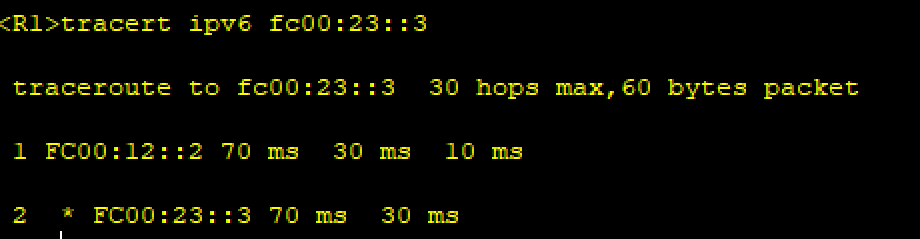 <R1>tracert ipv6 fc00:23::3
traceroute to fc00:23::3  30 hops max,60 bytes packet
1 FC00:12::2 70 ms  30 ms  10 ms
2  * FC00:23::3 70 ms  30 ms